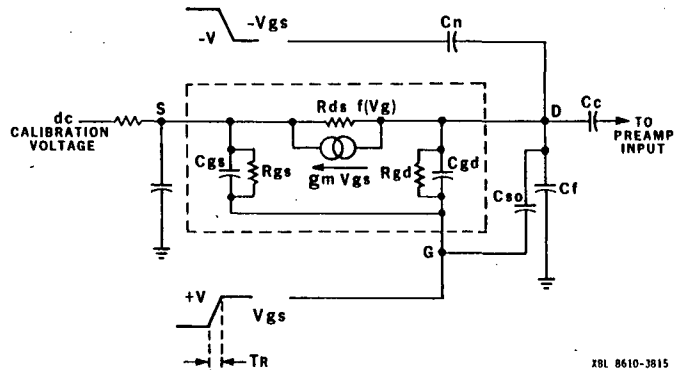 -Vgs
-V
Cn
Rds f(Vg)
S
D
Cc
dc
CALIBRATION
VOLTAGE
TO
PREAMP
INPUT
Cgs
Rgs
gm Vgs
Rgd
Cgd
Cso
Cf
G
+V
Vgs
TR
XBL 8610-3815